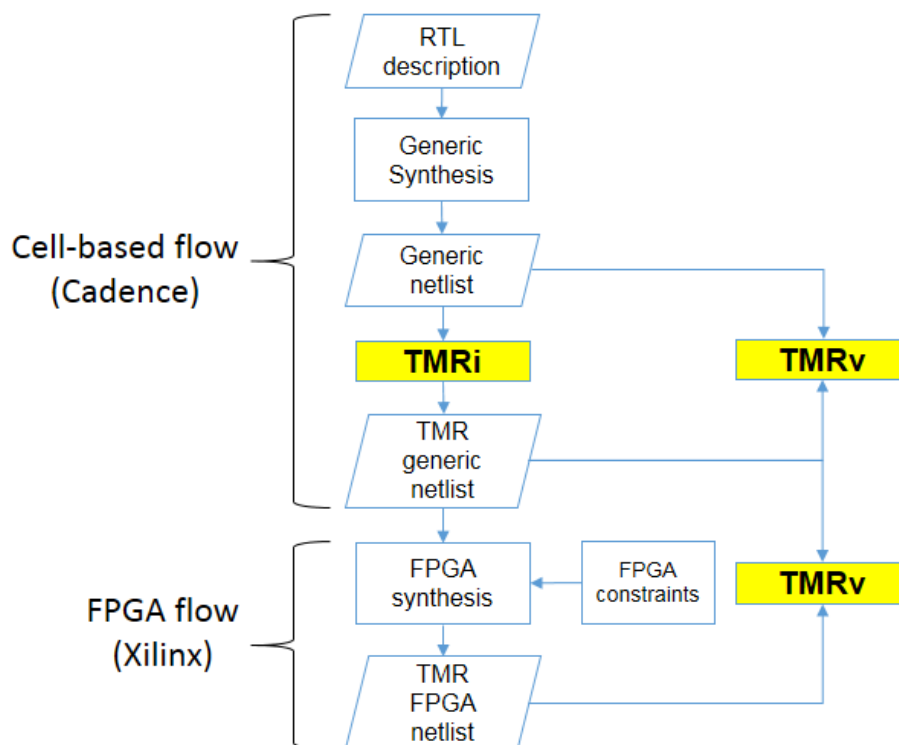 RTL
description
Generic
Synthesis
Cell-based flow
(Cadence)
Generic
netlist
TMRi
TMRv
TMR
generic
netlist
FPGA flow
(Xilinx)
FPGA
synthesis
FPGA
constraints
TMRv
TMR
FPGA
netlist